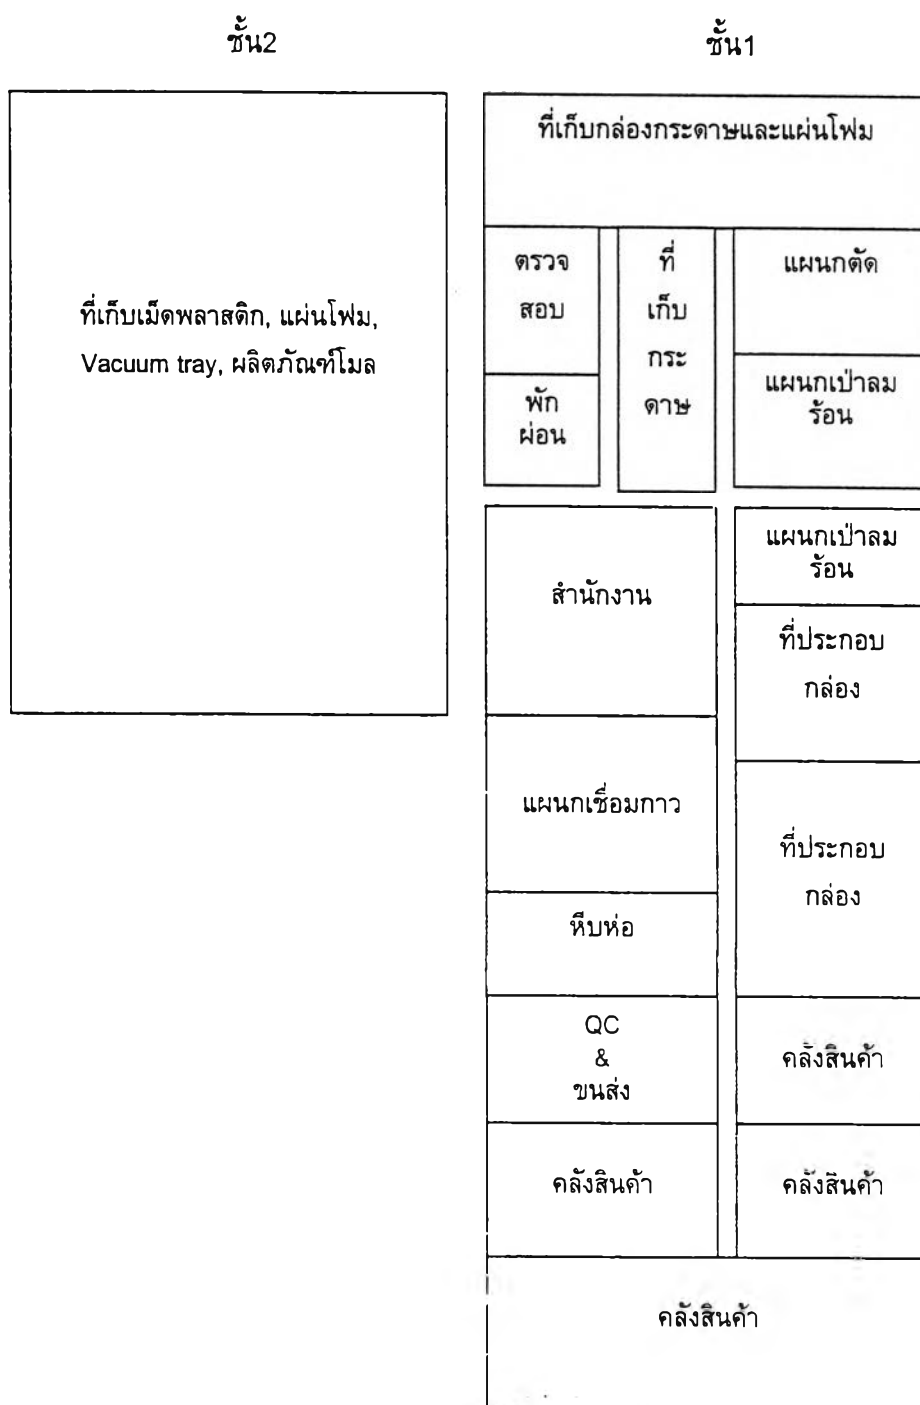 ชั้น2
ที่เก็บเม็ดพลาสติก, แผ่นโฟม,
Vacuum tray, ผลิตภัณฑ์โมล
ชั้น1
ที่เก็บกล่องกระดาษและแผ่นโฟม
ตรวจ
สอบ
พัก
ผ่อน
ที่
เก็บ
กระ
ดาษ
แผนกตัด
แผนกเป่าลม
ร้อน
สำนักงาน
แผนกเชื่อมกาว
หีบห่อ
QC
&
ขนส่ง
คลังสินค้า
แผนกเป่าลม
ร้อน
ที่ประกอบ
กล่อง
ที่ประกอบ
กล่อง
คลังสินค้า
คลังสินค้า
คลังสินค้า